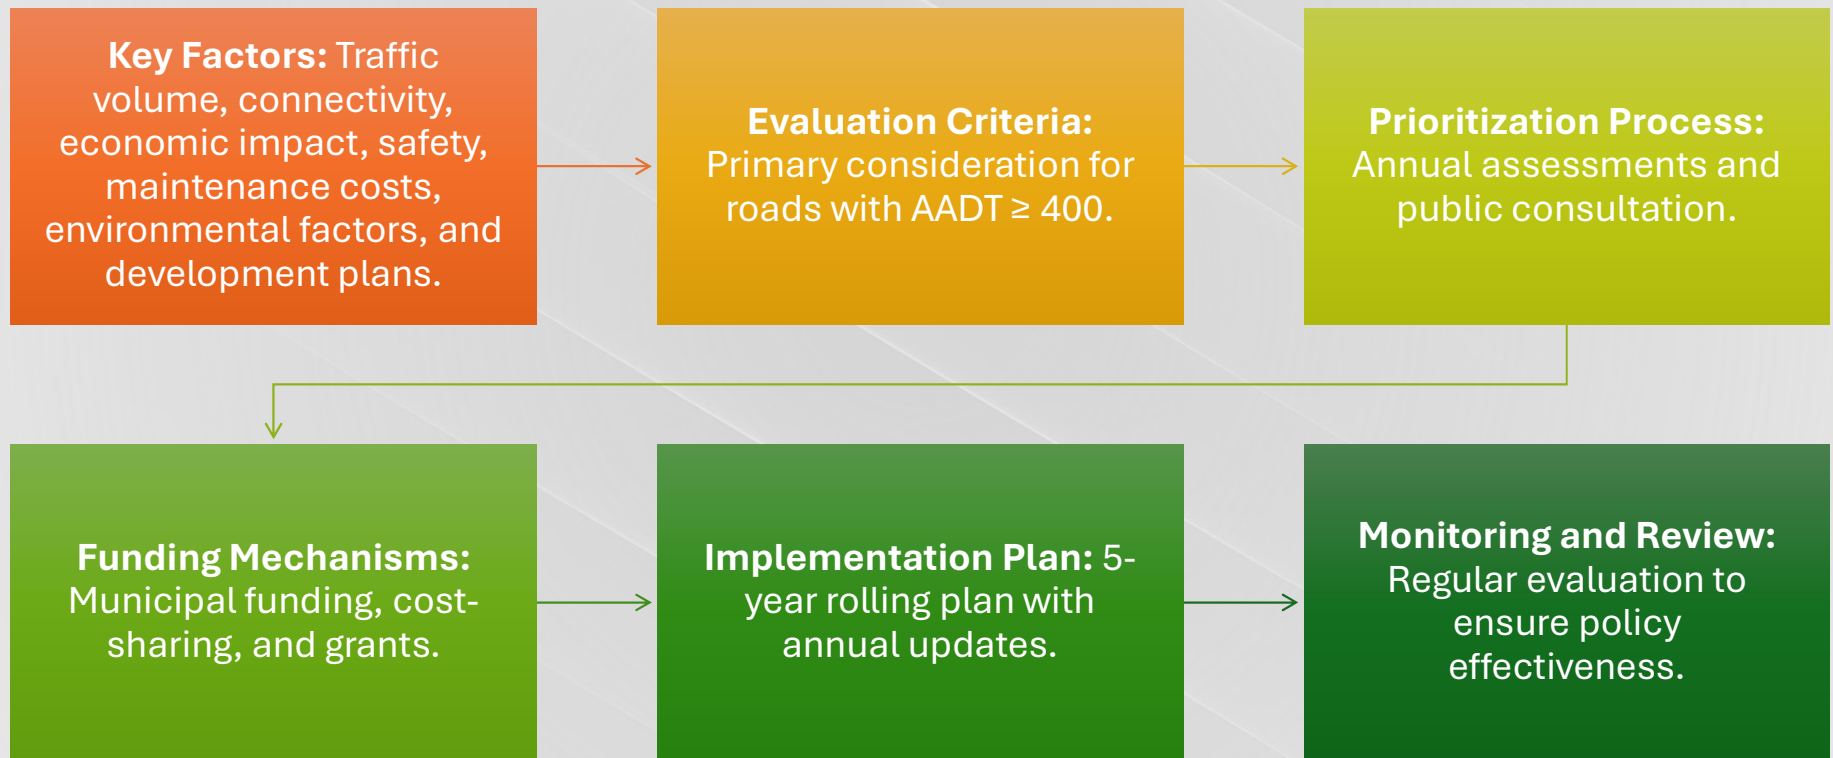 Key Factors: Traffic
volume, connectivity,
economic impact, safety,
maintenance costs,
environmental factors, and
development plans.
Evaluation Criteria:
Primary consideration for
roads with AADT ≥ 400.
Prioritization Process:
Annual assessments and
public consultation.
Funding Mechanisms:
Municipal funding, cost-
sharing, and grants.
Implementation Plan: 5-
year rolling plan with
annual updates.
Monitoring and Review:
Regular evaluation to
ensure policy
effectiveness.